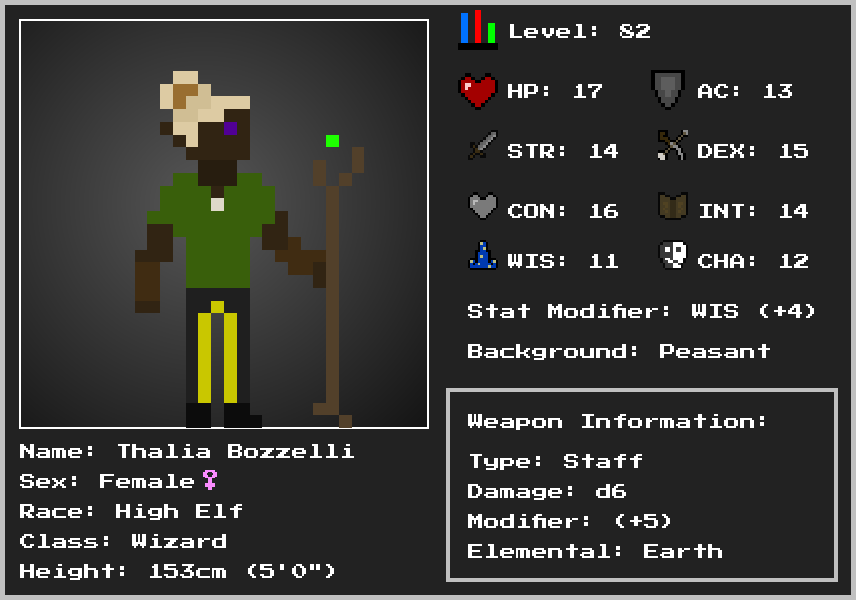 Level: 82
HP: 17 AC: 13
STR: 14 DEX: 15
CON: 16 INT: 14
WIS: 11 CHA: 12
Stat Modifier: WIS (+4)
Background: Peasant
Weapon Information:
Type: Staff
Damage: d6
Modifier: (+5)
Elemental: Earth
Name: Thalia Bozzelli
Sex: Female♀
Race: High Elf
Class: Wizard
Height: 153cm (5'0")